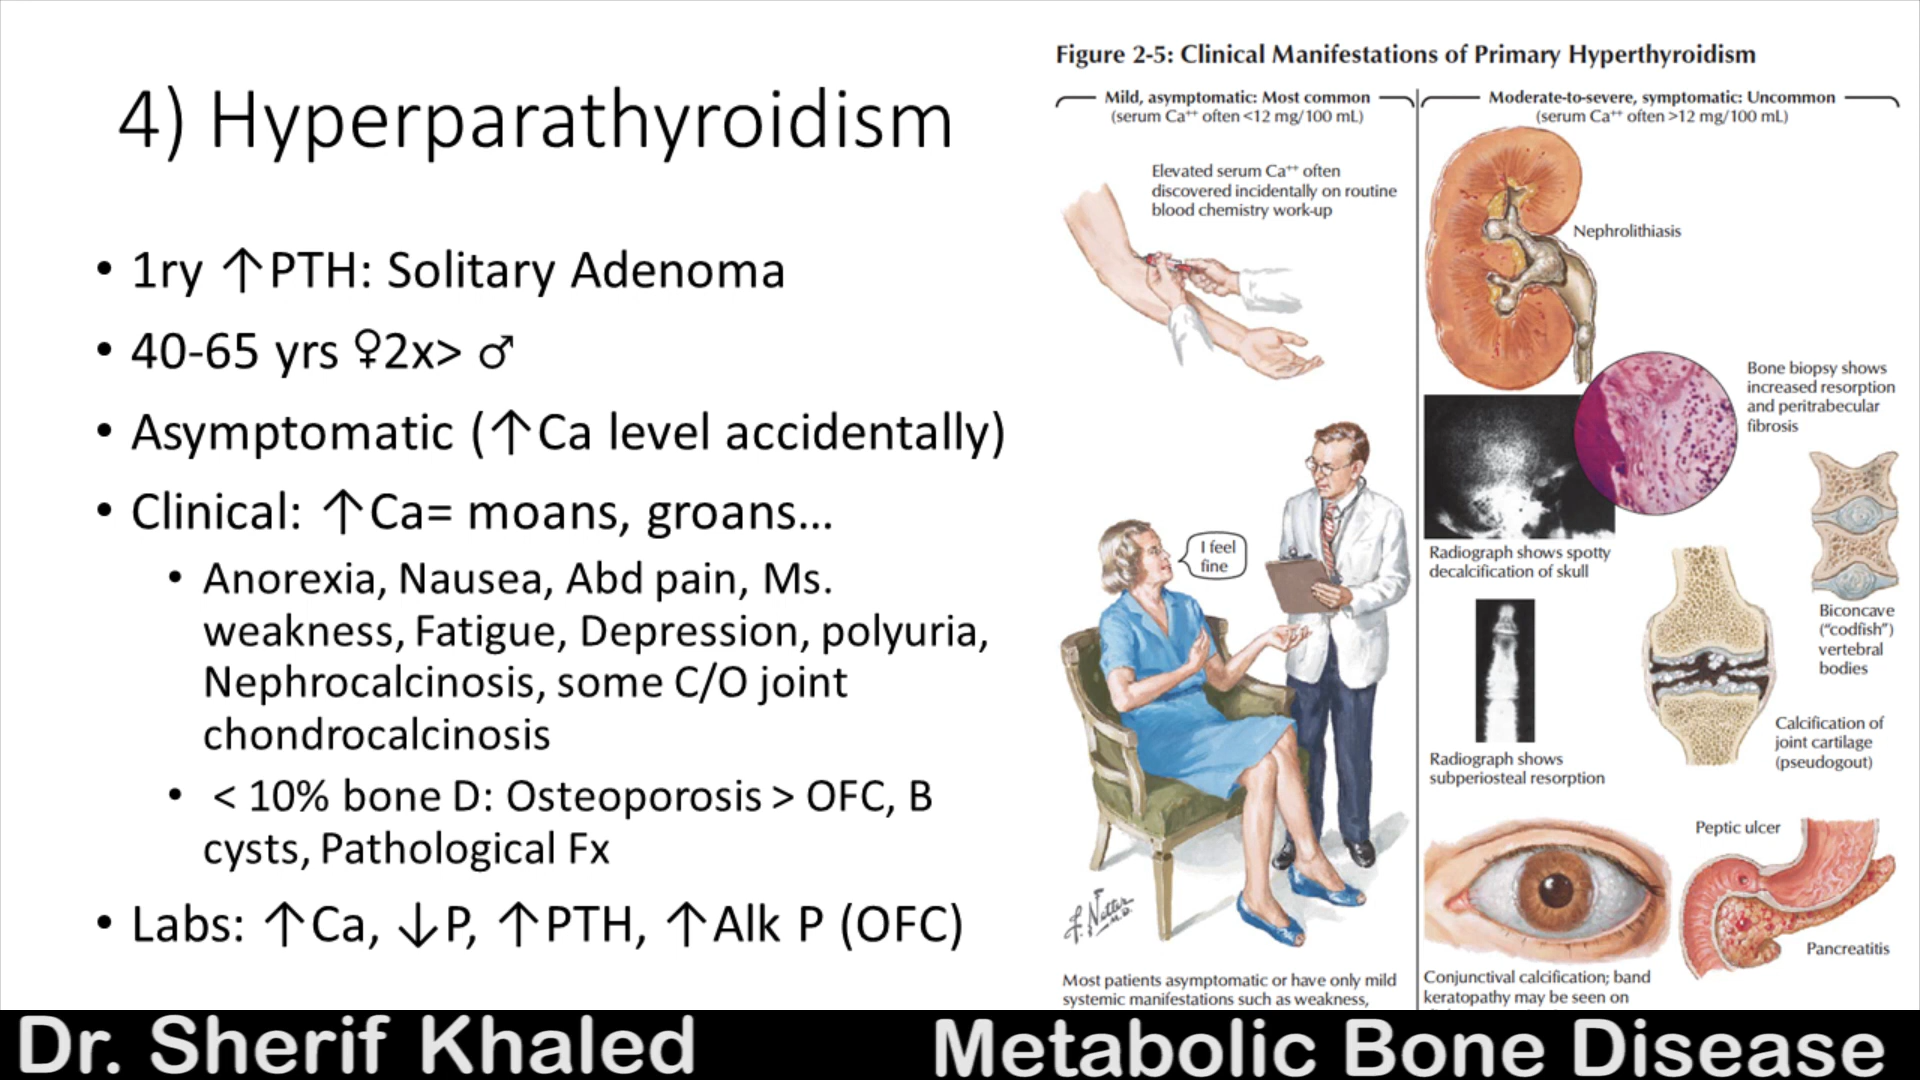 4) Hyperparathyroidism
• 1ry ↑PTH: Solitary Adenoma
• 40-65 yrs ♀2x> ♂
• Asymptomatic (↑Ca level accidentally)
• Clinical: ↑Ca= moans, groans...
• Anorexia, Nausea, Abd pain, Ms.
weakness, Fatigue, Depression, polyuria,
Nephrocalcinosis, some C/O joint
chondrocalcinosis
• < 10% bone D: Osteoporosis > OFC, B
cysts, Pathological Fx
• Labs: ↑Ca, ↓P, ↑PTH, ↑Alk P (OFC)
Figure 2-5: Clinical Manifestations of Primary Hyperthyroidism
Mild, asymptomatic: Most common
(serum Ca⁺⁺ often <12 mg/100 mL)
Elevated serum Ca⁺⁺ often
discovered incidentally on routine
blood chemistry work-up
I feel
fine
F. Netter
M.D.
Most patients asymptomatic or have only mild
systemic manifestations such as weakness,
Moderate-to-severe, symptomatic: Uncommon
(serum Ca⁺⁺ often >12 mg/100 mL)
Nephrolithiasis
Bone biopsy shows
increased resorption
and peritrabecular
fibrosis
Radiograph shows spotty
decalcification of skull
Biconcave
("codfish")
vertebral
bodies
Radiograph shows
subperiosteal resorption
Calcification of
joint cartilage
(pseudogout)
Peptic ulcer
Pancreatitis
Conjunctival calcification; band
keratopathy may be seen on
Dr. Sherif Khaled
Metabolic Bone Disease